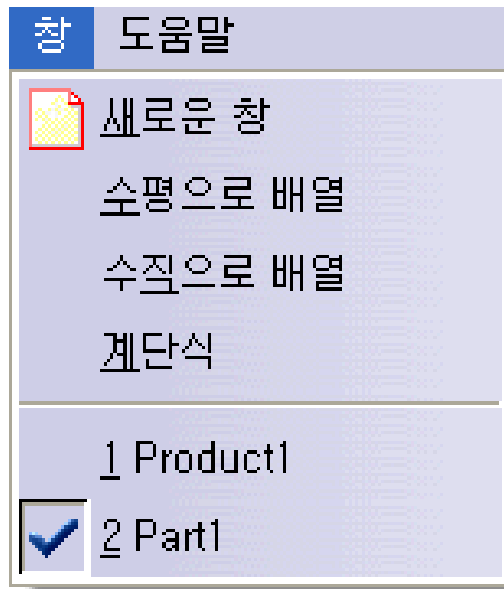 창 도움말
새로운 창
수평으로 배열
수직으로 배열
계단식
1 Product1
2 Part1